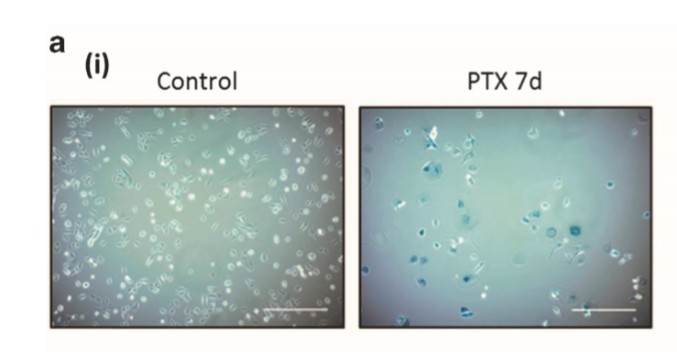 a
(i)
Control
PTX 7d